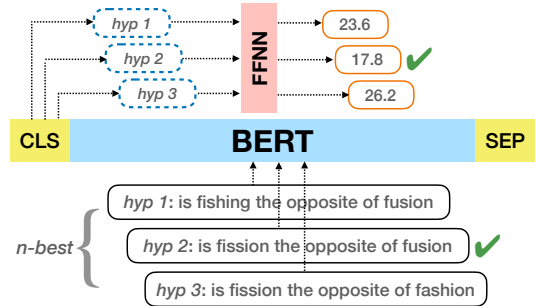 hyp 1
hyp 2
hyp 3
FFNN
23.6
17.8
26.2
CLS
BERT
SEP
n-best
hyp 1: is fishing the opposite of fusion
hyp 2: is fission the opposite of fusion
hyp 3: is fission the opposite of fashion